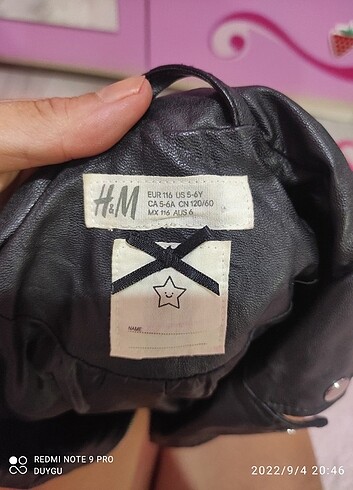 H&M
EUR 116 US 5-6Y
CA 5-6A CN 120/60
MX 116 AUS 6
NAME
REDMI NOTE 9 PRO
DUYGU
2022/9/4 20:46